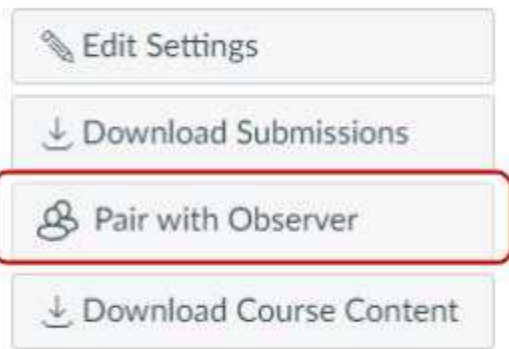 Edit Settings
Download Submissions
Pair with Observer
Download Course Content